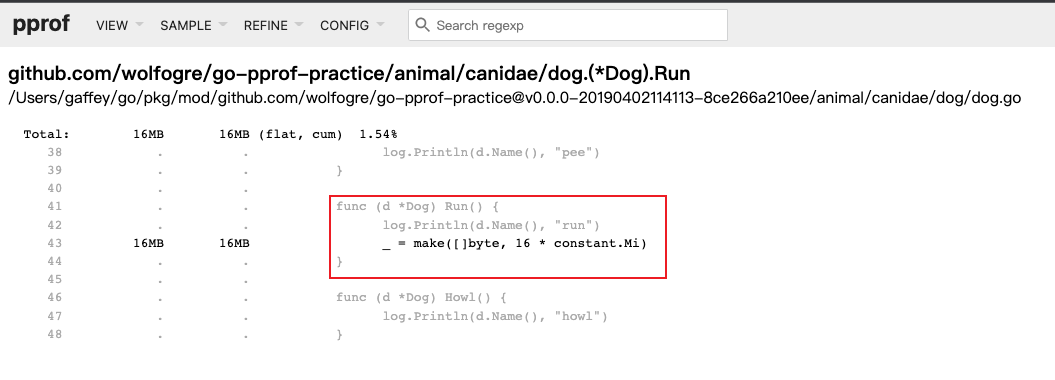 pprof VIEW SAMPLE REFINE CONFIG Search regexp
github.com/wolfogre/go-pprof-practice/animal/canidae/dog.(*Dog).Run
/Users/gaffey/go/pkg/mod/github.com/wolfogre/go-pprof-practice@v0.0.0-20190402114113-8ce266a210ee/animal/canidae/dog/dog.go
Total: 16MB 16MB (flat, cum) 1.54%
38 . . log.Println(d.Name(), "pee")
39 . . }
40 . .
41 . . func (d *Dog) Run() {
42 . . log.Println(d.Name(), "run")
43 16MB 16MB _ = make([]byte, 16 * constant.Mi)
44 . . }
45 . .
46 . . func (d *Dog) Howl() {
47 . . log.Println(d.Name(), "howl")
48 . . }